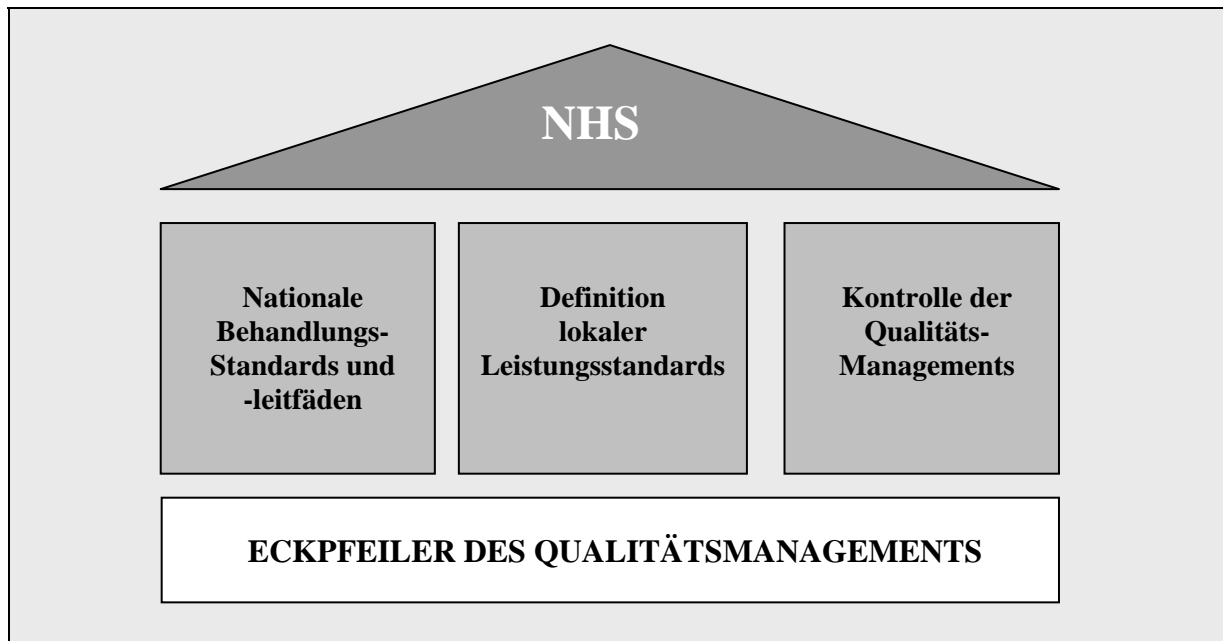 NHS
Nationale
Behandlungs-
Standards und
-leitfäden
Definition
lokaler
Leistungsstandards
Kontrolle der
Qualitäts-
Managements
ECKPFEILER DES QUALITÄTSMANAGEMENTS